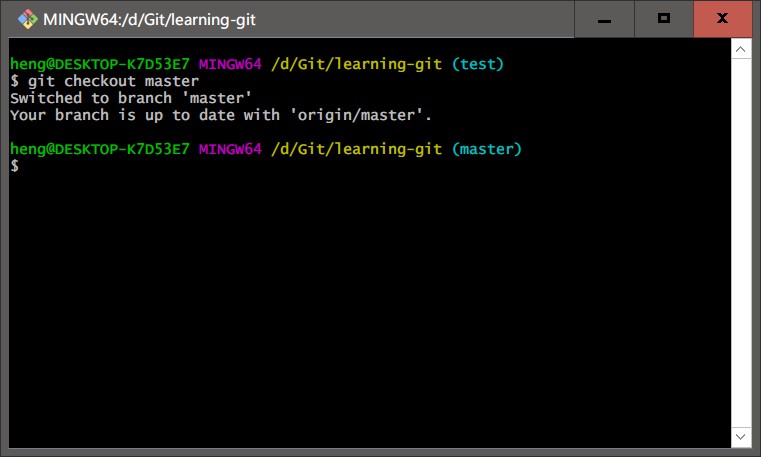 MINGW64:/d/Git/learning-git
heng@DESKTOP-K7D53E7 MINGW64 /d/Git/learning-git (test)
$ git checkout master
Switched to branch 'master'
Your branch is up to date with 'origin/master'.
heng@DESKTOP-K7D53E7 MINGW64 /d/Git/learning-git (master)
$